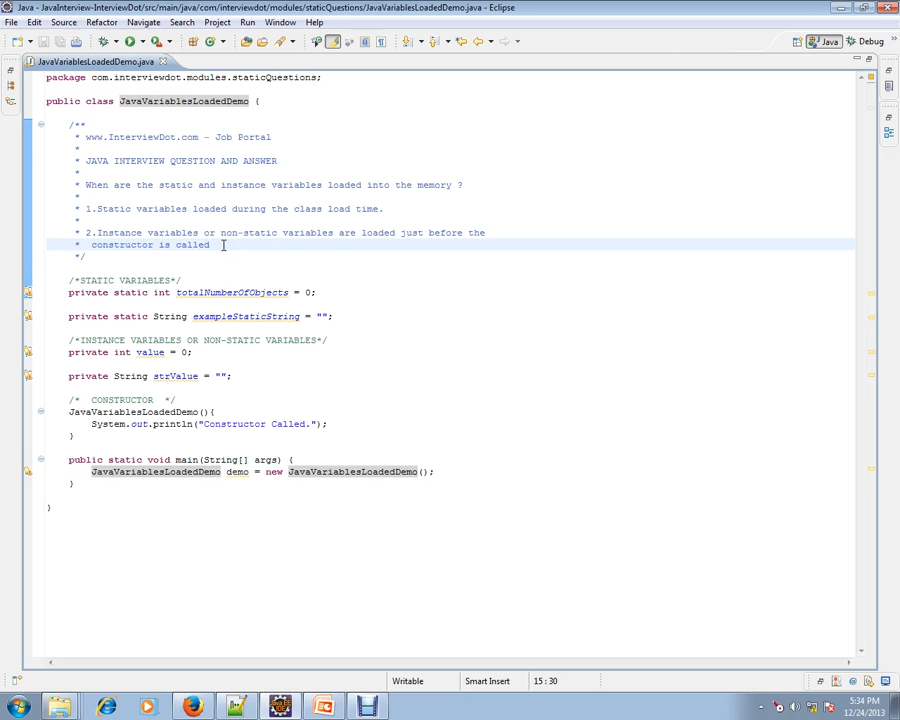 Java - JavaInterview-InterviewDot/src/main/java/com/interviewdot/modules/staticQuestions/JavaVariablesLoadedDemo.java - Eclipse
File Edit Source Refactor Navigate Search Project Run Window Help
Java Debug
JavaVariablesLoadedDemo.java
package com.interviewdot.modules.staticQuestions;
public class JavaVariablesLoadedDemo {
/**
* www.InterviewDot.com - Job Portal
*
* JAVA INTERVIEW QUESTION AND ANSWER
*
* When are the static and instance variables loaded into the memory ?
*
* 1.Static variables loaded during the class load time.
*
* 2.Instance variables or non-static variables are loaded just before the
* constructor is called
*/
/*STATIC VARIABLES*/
private static int totalNumberOfObjects = 0;
private static String exampleStaticString = "";
/*INSTANCE VARIABLES OR NON-STATIC VARIABLES*/
private int value = 0;
private String strValue = "";
/* CONSTRUCTOR */
JavaVariablesLoadedDemo(){
System.out.println("Constructor Called.");
}
public static void main(String[] args) {
JavaVariablesLoadedDemo demo = new JavaVariablesLoadedDemo();
}
}
Writable Smart Insert 15 : 30
5:34 PM
12/24/2013